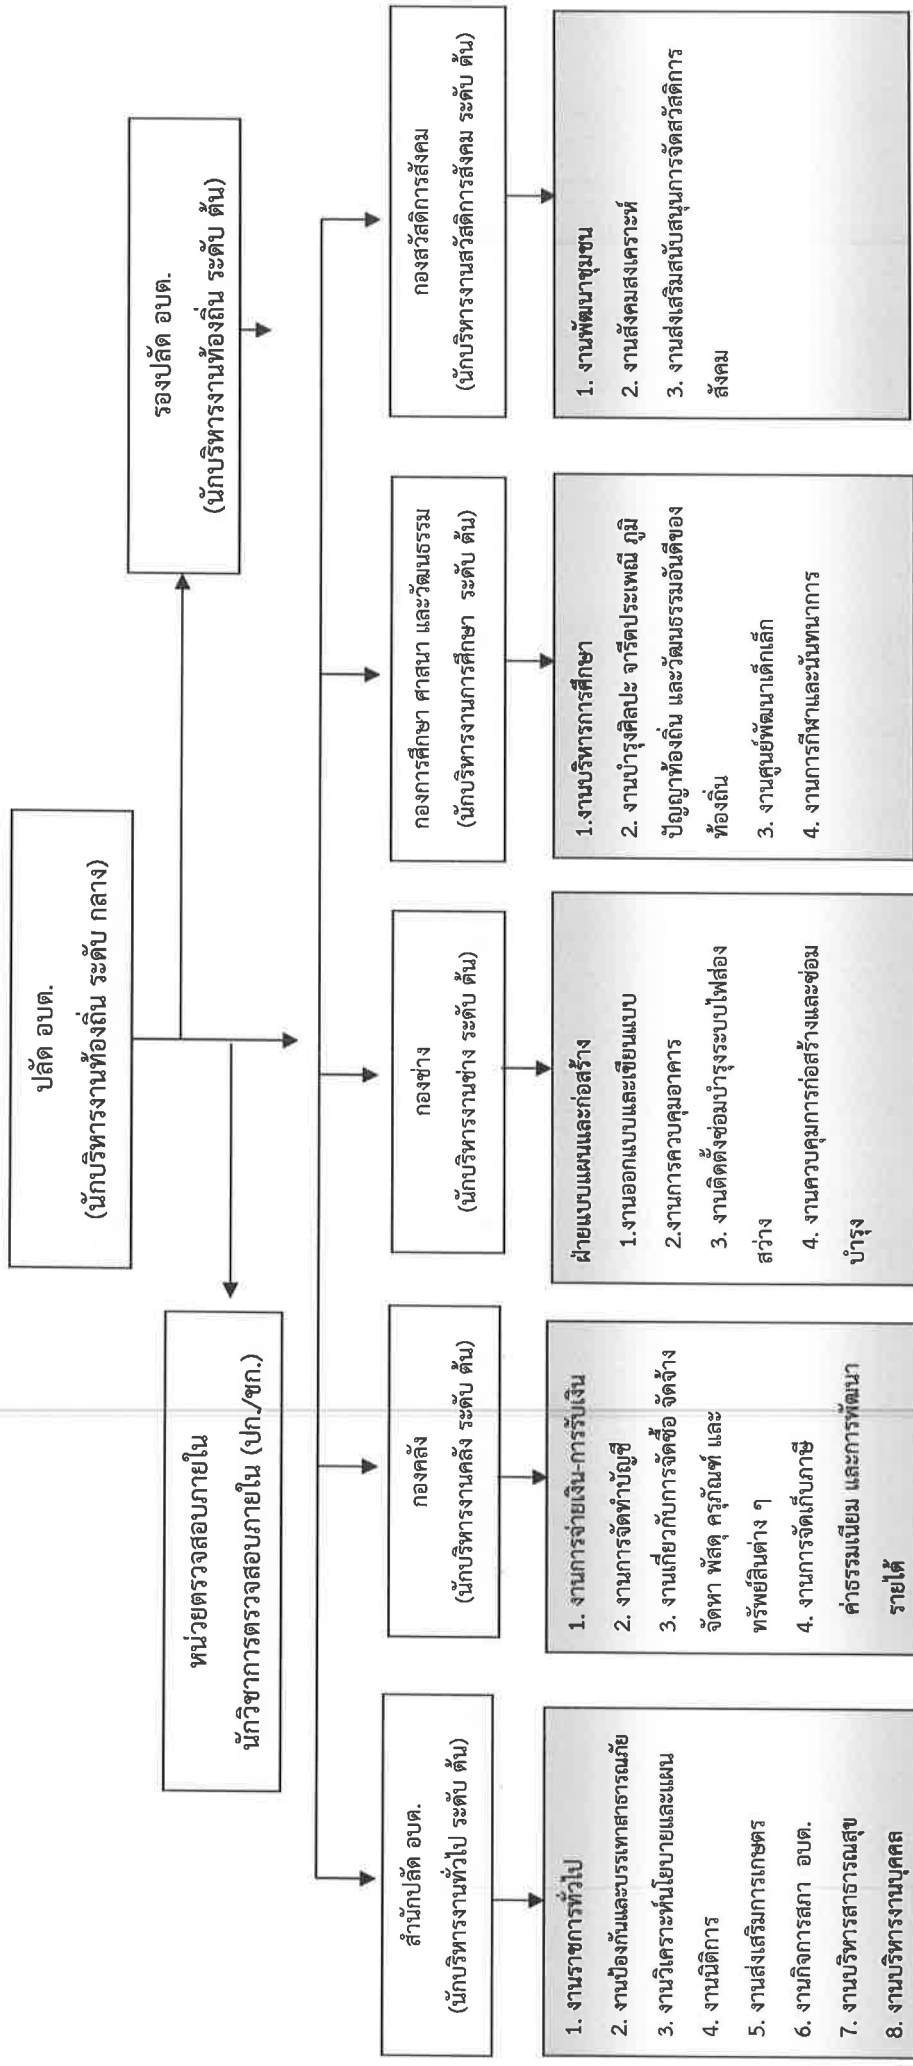 ปลัด อบต.
(นักบริหารงานท้องถิ่น ระดับ กลาง)
รองปลัด อบต.
(นักบริหารงานท้องถิ่น ระดับ ต้น)
หน่วยตรวจสอบภายใน
นักวิชาการตรวจสอบภายใน (ปก./ชก.)
สำนักปลัด อบต.
(นักบริหารงานทั่วไป ระดับ ต้น)
กองคลัง
(นักบริหารงานคลัง ระดับ ต้น)
กองช่าง
(นักบริหารงานช่าง ระดับ ต้น)
กองการศึกษา ศาสนา และวัฒนธรรม
(นักบริหารงานการศึกษา ระดับ ต้น)
กองสวัสดิการสังคม
(นักบริหารงานสวัสดิการสังคม ระดับ ต้น)
1. งานราชการทั่วไป
2. งานป้องกันและบรรเทาสาธารณภัย
3. งานวิเคราะห์นโยบายและแผน
4. งานนิติการ
5. งานส่งเสริมการเกษตร
6. งานกิจการสภา อบต.
7. งานบริหารสาธารณสุข
8. งานบริหารงานบุคคล
1. งานการจ่ายเงิน-การรับเงิน
2. งานการจัดทำบัญชี
3. งานเกี่ยวกับการจัดซื้อ จัดจ้าง
จัดหา พัสดุ ครุภัณฑ์ และ
ทรัพย์สินต่าง ๆ
4. งานการจัดเก็บภาษี
ค่าธรรมเนียม และการพัฒนา
รายได้
ฝ่ายแบบแผนและก่อสร้าง
1.งานออกแบบและเขียนแบบ
2.งานการควบคุมอาคาร
3. งานติดตั้งซ่อมบำรุงระบบไฟส่อง
สว่าง
4. งานควบคุมการก่อสร้างและซ่อม
บำรุง
1.งานบริหารการศึกษา
2. งานบำรุงศิลปะ จารีตประเพณี ภูมิ
ปัญญาท้องถิ่น และวัฒนธรรมอันดีของ
ท้องถิ่น
3. งานศูนย์พัฒนาเด็กเล็ก
4. งานการกีฬาและนันทนาการ
1. งานพัฒนาชุมชน
2. งานสังคมสงเคราะห์
3. งานส่งเสริมสนับสนุนการจัดสวัสดิการ
สังคม